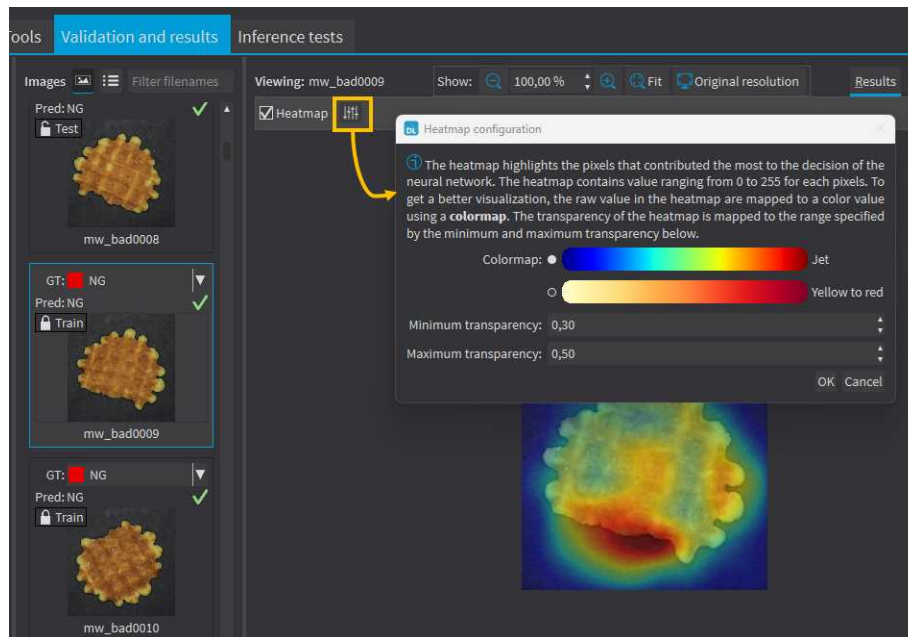 ools Validation and results Inference tests
Images Filter filenames
Viewing: mw_bad0009 Show: 100,00 % Fit Original resolution Results
Heatmap
Pred: NG
Test
mw_bad0008
GT: NG
Pred: NG
Train
mw_bad0009
GT: NG
Pred: NG
Train
mw_bad0010
DL Heatmap configuration
The heatmap highlights the pixels that contributed the most to the decision of the
neural network. The heatmap contains value ranging from 0 to 255 for each pixels. To
get a better visualization, the raw value in the heatmap are mapped to a color value
using a colormap. The transparency of the heatmap is mapped to the range specified
by the minimum and maximum transparency below.
Colormap: Jet
Yellow to red
Minimum transparency: 0,30
Maximum transparency: 0,50
OK Cancel